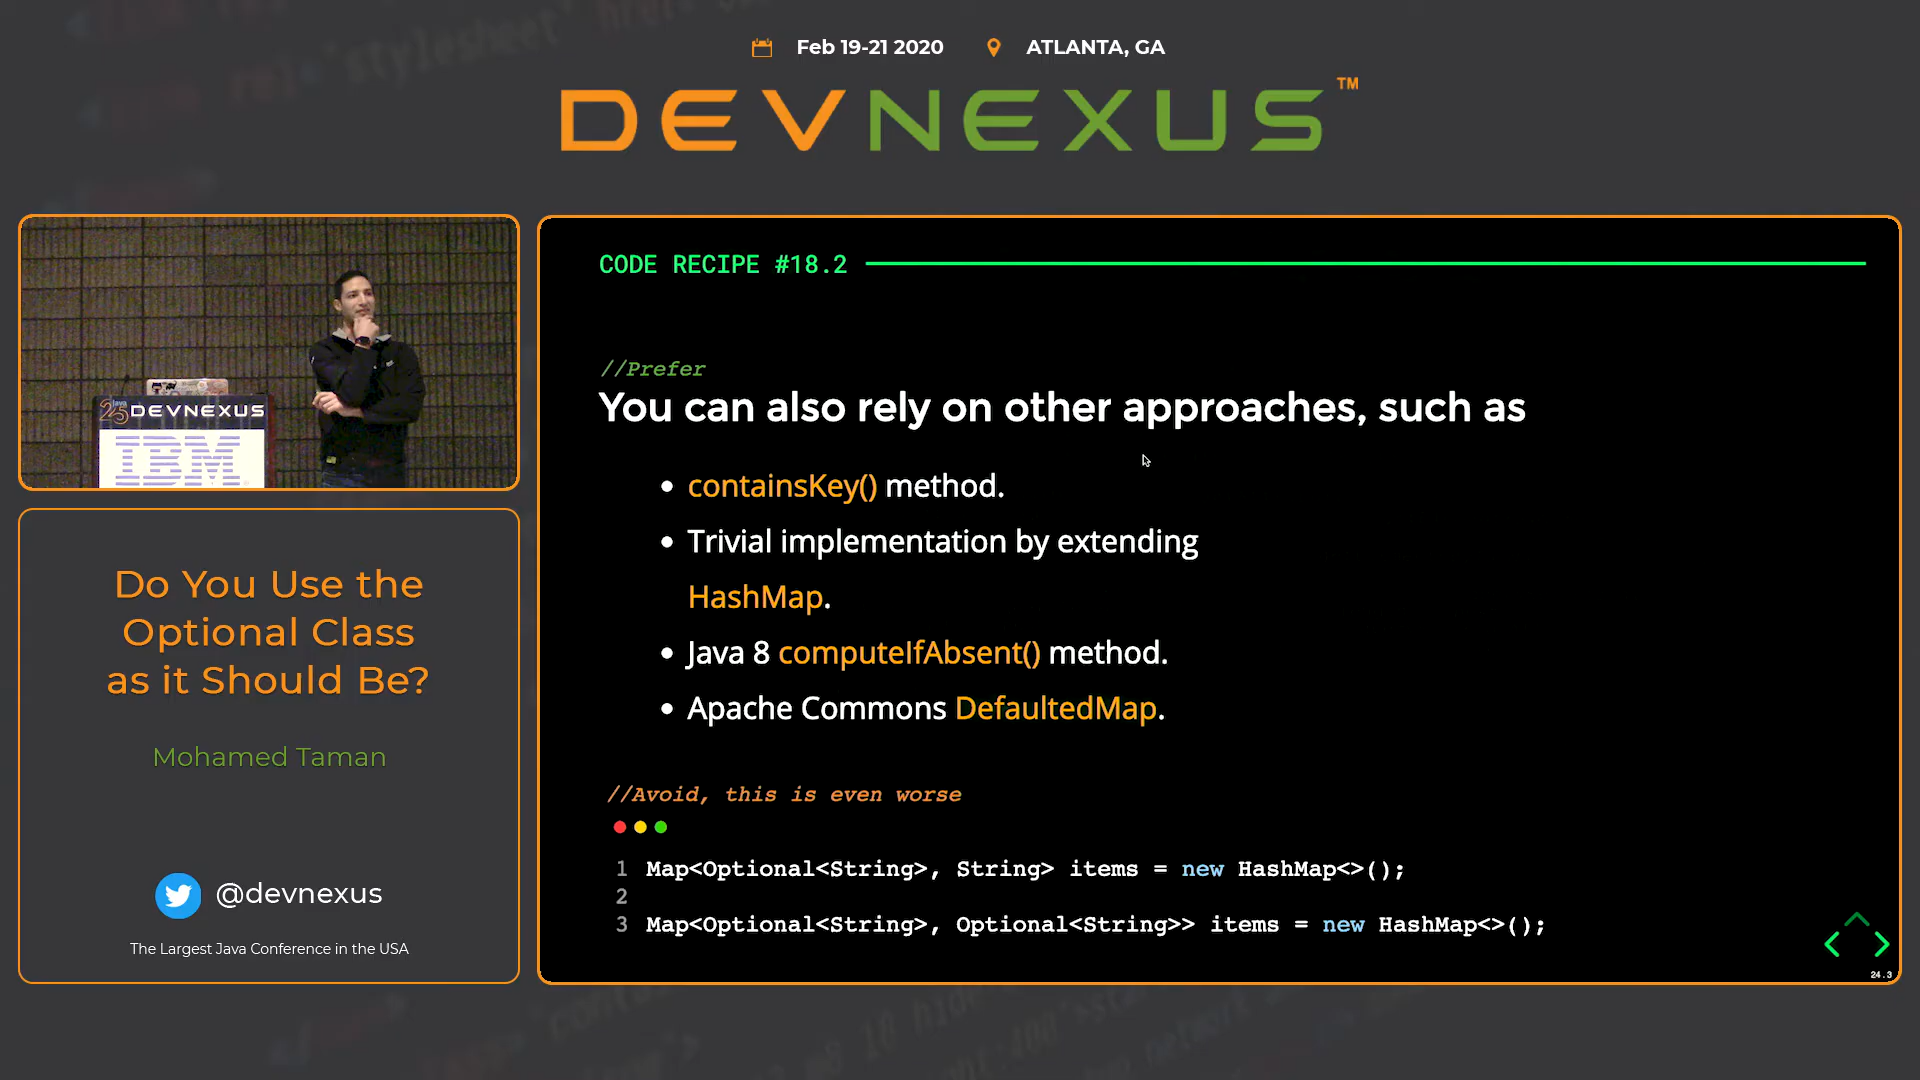 Feb 19-21 2020 ATLANTA, GA
DEVNEXUS™
CODE RECIPE #18.2
//Prefer
You can also rely on other approaches, such as
• containsKey() method.
• Trivial implementation by extending
HashMap.
• Java 8 computeIfAbsent() method.
• Apache Commons DefaultedMap.
//Avoid, this is even worse
1 Map<Optional<String>, String> items = new HashMap<>();
2
3 Map<Optional<String>, Optional<String>> items = new HashMap<>();
24.3
Java 25 DEVNEXUS
IBM
Do You Use the
Optional Class
as it Should Be?
Mohamed Taman
@devnexus
The Largest Java Conference in the USA